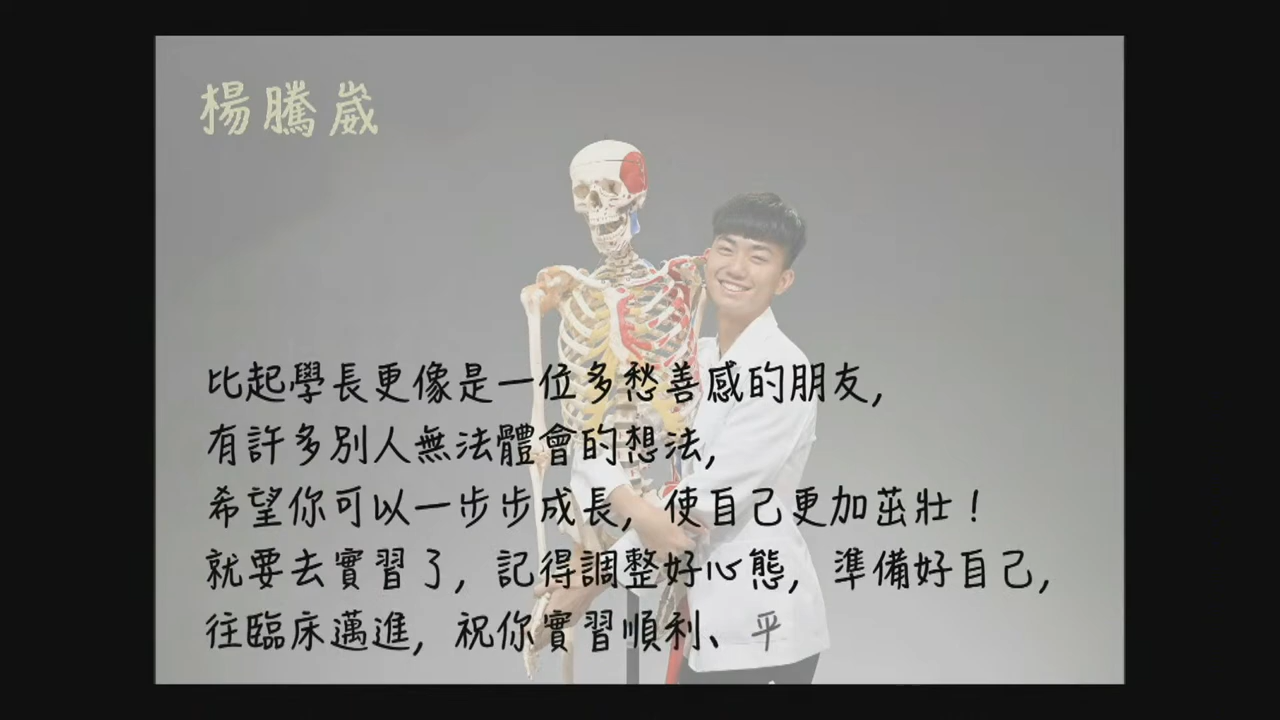 楊騰崴
比起學長更像是一位多愁善感的朋友,
有許多別人無法體會的想法,
希望你可以一步步成長, 使自己更加茁壯!
就要去實習了, 記得調整好心態, 準備好自己,
往臨床邁進, 祝你實習順利、平